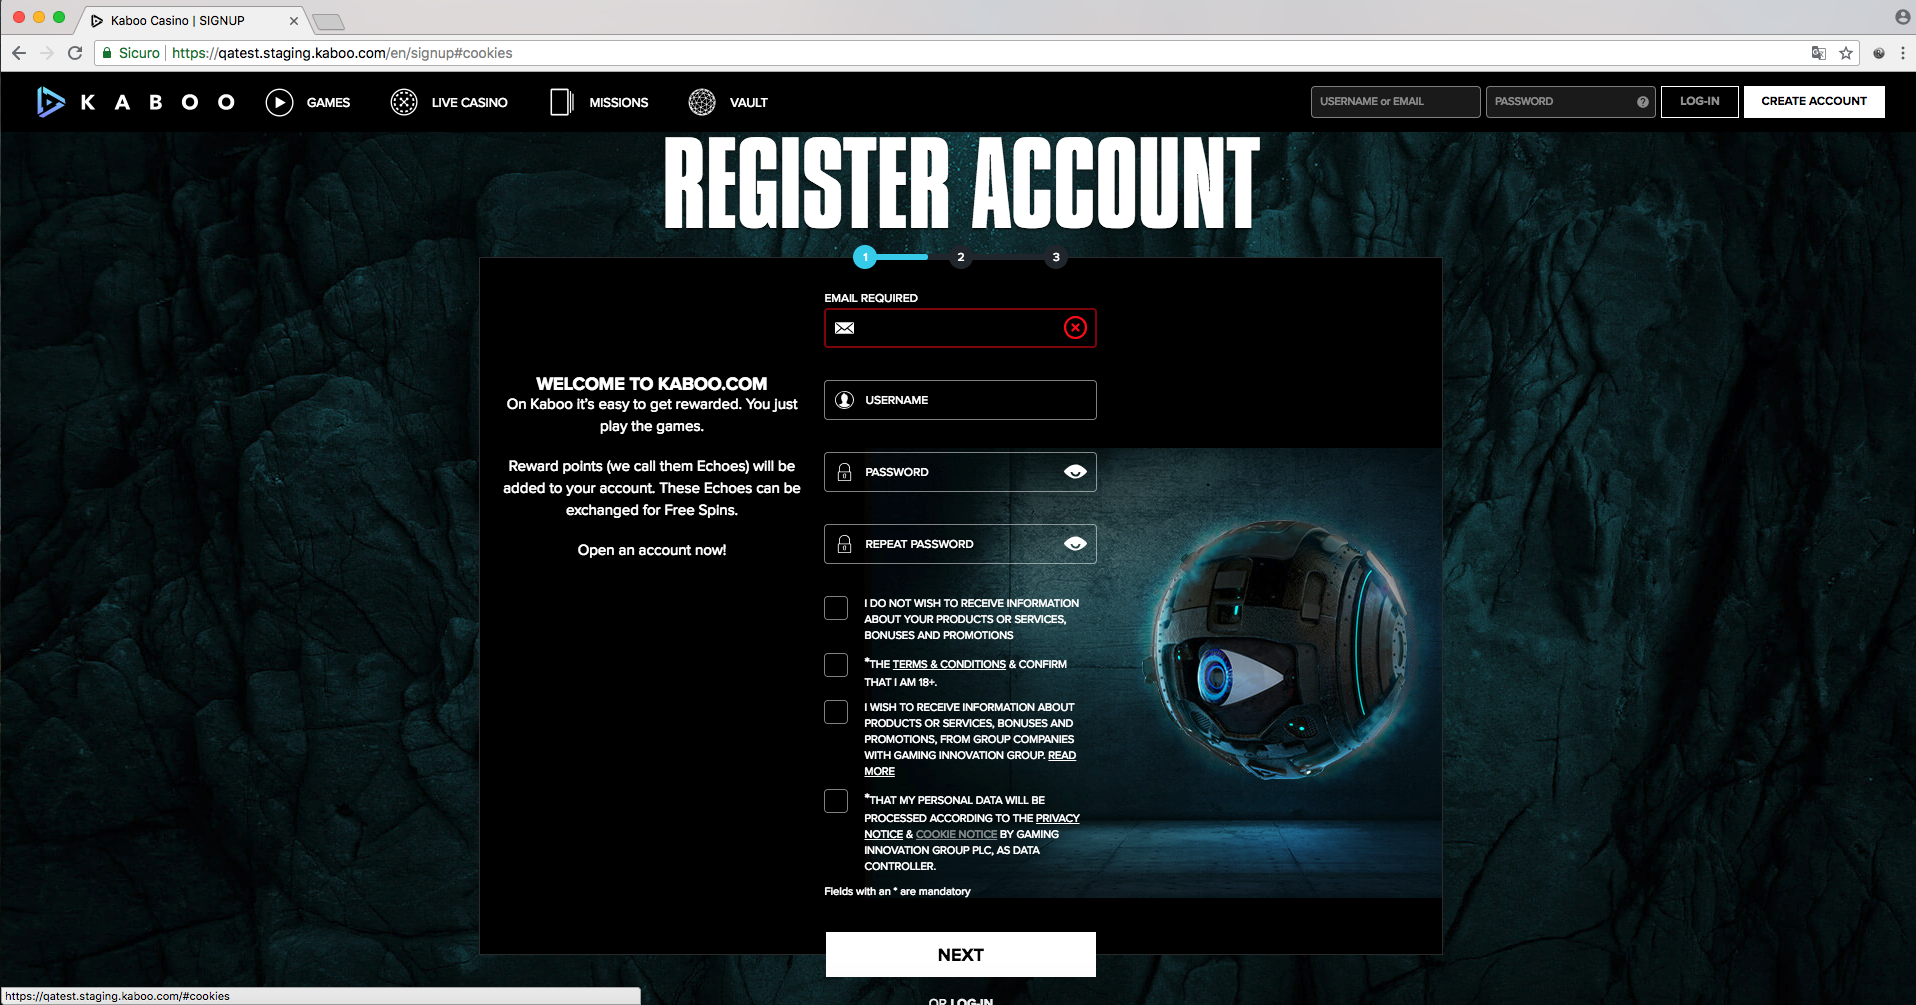 Kaboo Casino | SIGNUP
Sicuro https://qatest.staging.kaboo.com/en/signup#cookies
KABOO
GAMES
LIVE CASINO
MISSIONS
VAULT
USERNAME or EMAIL
PASSWORD
?
LOG-IN
CREATE ACCOUNT
REGISTER ACCOUNT
1
2
3
EMAIL REQUIRED
WELCOME TO KABOO.COM
On Kaboo it's easy to get rewarded. You just
play the games.
Reward points (we call them Echoes) will be
added to your account. These Echoes can be
exchanged for Free Spins.
Open an account now!
USERNAME
PASSWORD
REPEAT PASSWORD
I DO NOT WISH TO RECEIVE INFORMATION
ABOUT YOUR PRODUCTS OR SERVICES,
BONUSES AND PROMOTIONS
*THE TERMS & CONDITIONS & CONFIRM
THAT I AM 18+.
I WISH TO RECEIVE INFORMATION ABOUT
PRODUCTS OR SERVICES, BONUSES AND
PROMOTIONS, FROM GROUP COMPANIES
WITH GAMING INNOVATION GROUP. READ
MORE
*THAT MY PERSONAL DATA WILL BE
PROCESSED ACCORDING TO THE PRIVACY
NOTICE & COOKIE NOTICE BY GAMING
INNOVATION GROUP PLC, AS DATA
CONTROLLER.
Fields with an * are mandatory
NEXT
OR LOG-IN
https://qatest.staging.kaboo.com/#cookies